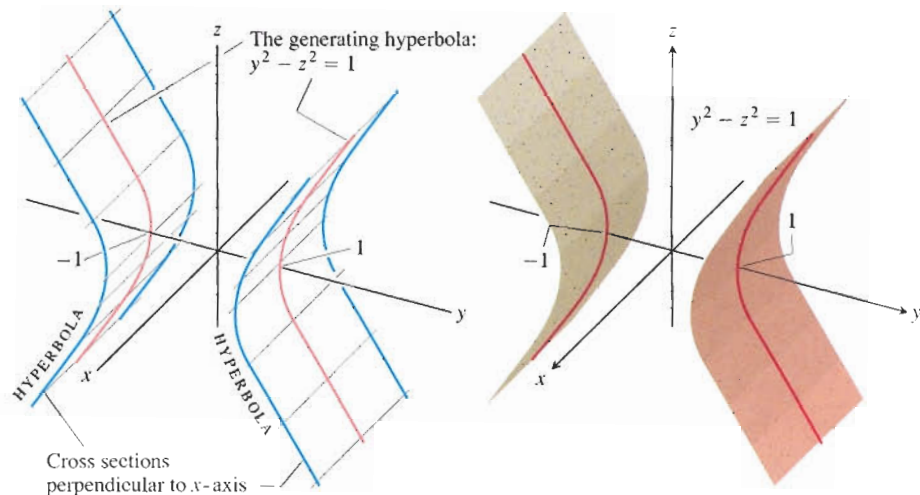 z
The generating hyperbola:
y² − z² = 1
−1
1
y
x
HYPERBOLA
HYPERBOLA
Cross sections
perpendicular to x-axis
z
y² − z² = 1
−1
1
y
x